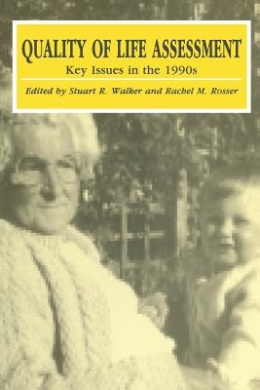 QUALITY OF LIFE ASSESSMENT
Key Issues in the 1990s
Edited by Stuart R. Walker and Rachel M. Rosser